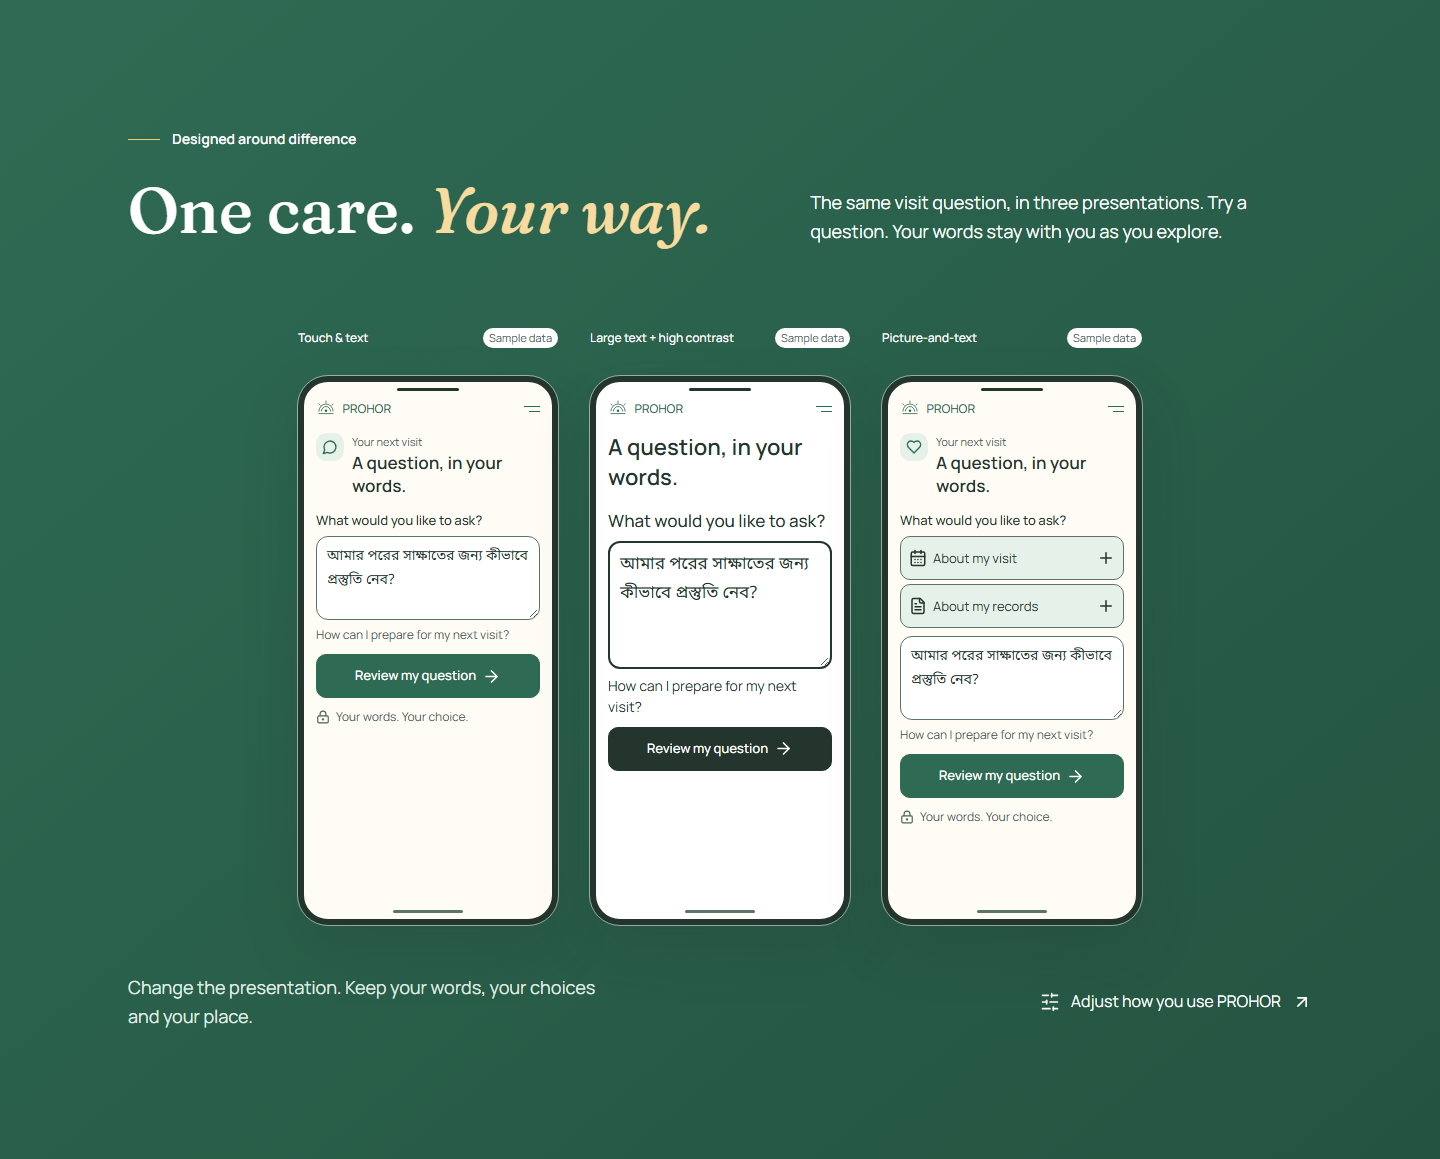 Designed around difference
One care. Your way.
The same visit question, in three presentations. Try a
question. Your words stay with you as you explore.
Touch & text
Sample data
PROHOR
Your next visit
A question, in your
words.
What would you like to ask?
আমার পরের সাক্ষাতের জন্য কীভাবে
প্রস্তুতি নেব?
How can I prepare for my next visit?
Review my question
Your words. Your choice.
Large text + high contrast
Sample data
PROHOR
A question, in your
words.
What would you like to ask?
আমার পরের সাক্ষাতের জন্য
কীভাবে প্রস্তুতি নেব?
How can I prepare for my next
visit?
Review my question
Picture-and-text
Sample data
PROHOR
Your next visit
A question, in your
words.
What would you like to ask?
About my visit
About my records
আমার পরের সাক্ষাতের জন্য কীভাবে
প্রস্তুতি নেব?
How can I prepare for my next visit?
Review my question
Your words. Your choice.
Change the presentation. Keep your words, your choices
and your place.
Adjust how you use PROHOR